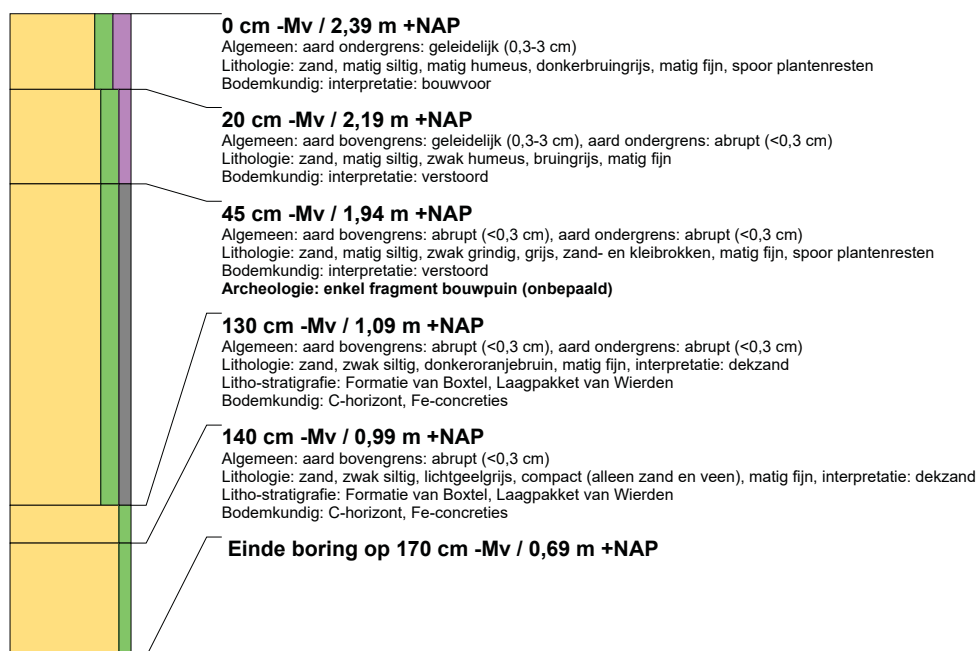 0 cm -Mv / 2,39 m +NAP
Algemeen: aard ondergrens: geleidelijk (0,3-3 cm)
Lithologie: zand, matig siltig, matig humeus, donkerbruingrijs, matig fijn, spoor plantenresten
Bodemkundig: interpretatie: bouwvoor
20 cm -Mv / 2,19 m +NAP
Algemeen: aard bovengrens: geleidelijk (0,3-3 cm), aard ondergrens: abrupt (<0,3 cm)
Lithologie: zand, matig siltig, zwak humeus, bruingrijs, matig fijn
Bodemkundig: interpretatie: verstoord
45 cm -Mv / 1,94 m +NAP
Algemeen: aard bovengrens: abrupt (<0,3 cm), aard ondergrens: abrupt (<0,3 cm)
Lithologie: zand, matig siltig, zwak grindig, grijs, zand- en kleibrokken, matig fijn, spoor plantenresten
Bodemkundig: interpretatie: verstoord
Archeologie: enkel fragment bouwpuin (onbepaald)
130 cm -Mv / 1,09 m +NAP
Algemeen: aard bovengrens: abrupt (<0,3 cm), aard ondergrens: abrupt (<0,3 cm)
Lithologie: zand, zwak siltig, donkeroranjebruin, matig fijn, interpretatie: dekzand
Litho-stratigrafie: Formatie van Boxtel, Laagpakket van Wierden
Bodemkundig: C-horizont, Fe-concreties
140 cm -Mv / 0,99 m +NAP
Algemeen: aard bovengrens: abrupt (<0,3 cm)
Lithologie: zand, zwak siltig, lichtgeelgrijs, compact (alleen zand en veen), matig fijn, interpretatie: dekzand
Litho-stratigrafie: Formatie van Boxtel, Laagpakket van Wierden
Bodemkundig: C-horizont, Fe-concreties
Einde boring op 170 cm -Mv / 0,69 m +NAP